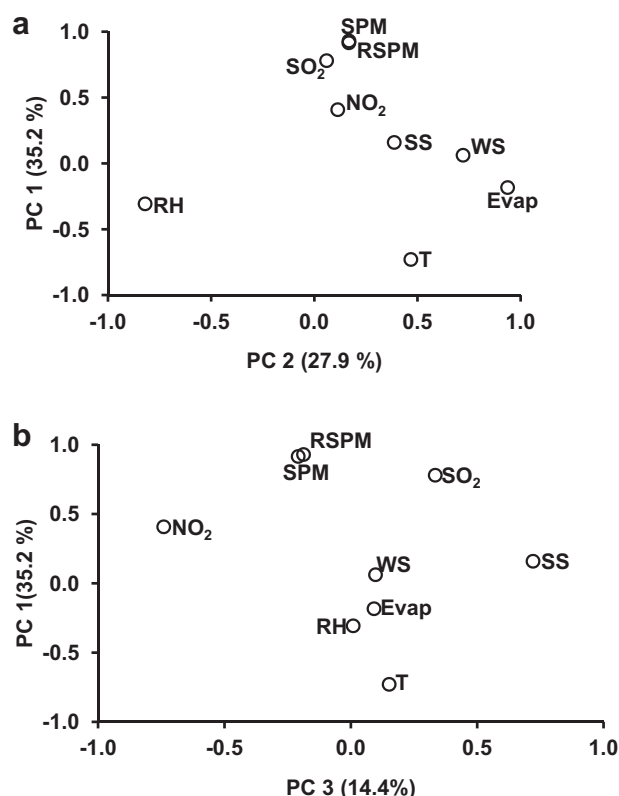 a
SPM
1.0
RSPM
SO2
0.5
NO2
SS
WS
0.0
Evap
RH
-0.5
T
-1.0
-1.0 -0.5 0.0 0.5 1.0
PC 1 (35.2 %)
PC 2 (27.9 %)
b
1.0
RSPM
SPM
SO2
0.5
NO2
WS
SS
0.0
Evap
RH
-0.5
T
-1.0
-1.0 -0.5 0.0 0.5 1.0
PC 1(35.2 %)
PC 3 (14.4%)